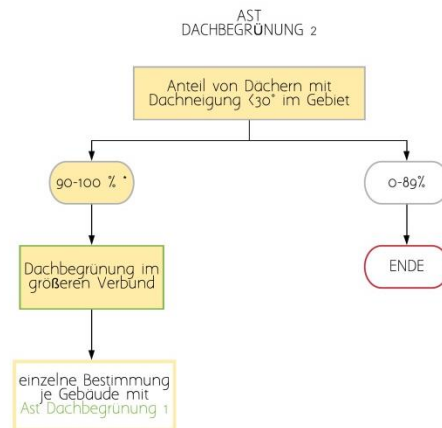 AST
DACHBEGRÜNUNG 2
Anteil von Dächern mit
Dachneigung <30° im Gebiet
90-100 % *
0-89%
Dachbegrünung im
größeren Verbund
ENDE
einzelne Bestimmung
je Gebäude mit
Ast Dachbegrünung 1